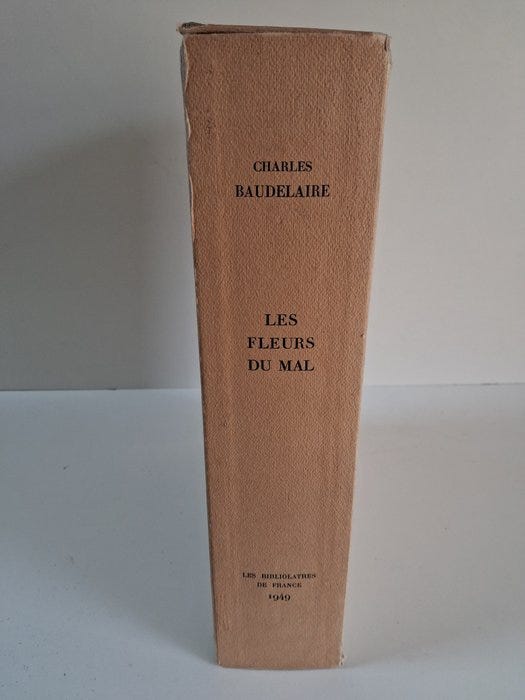 CHARLES
BAUDELAIRE
LES
FLEURS
DU MAL
LES BIBLIOLATRES
DE FRANCE
1949